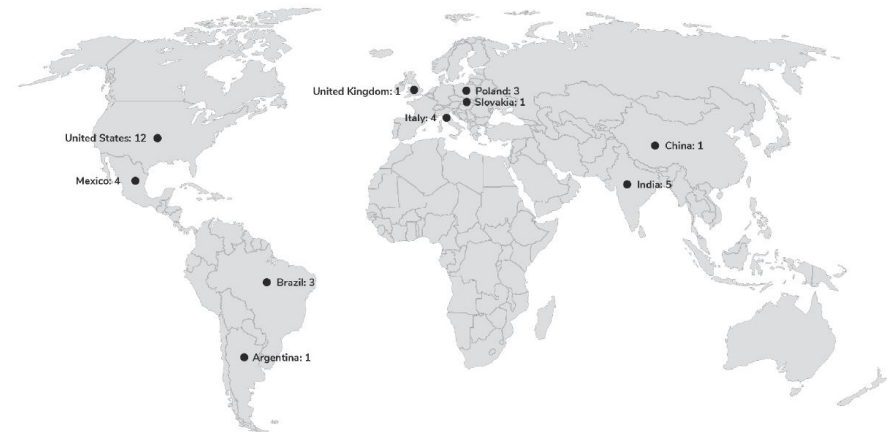 United Kingdom: 1
Poland: 3
Slovakia: 1
Italy: 4
United States: 12
China: 1
Mexico: 4
India: 5
Brazil: 3
Argentina: 1